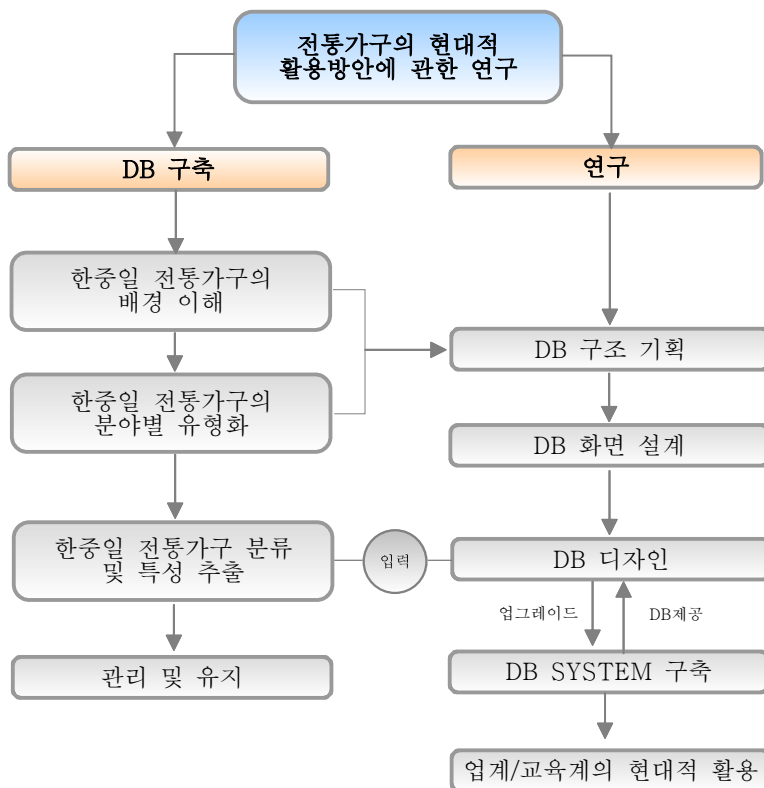 전통가구의 현대적
활용방안에 관한 연구
DB 구축
연구
한중일 전통가구의
배경 이해
DB 구조 기획
한중일 전통가구의
분야별 유형화
DB 화면 설계
한중일 전통가구 분류
및 특성 추출
입력
DB 디자인
업그레이드
DB제공
관리 및 유지
DB SYSTEM 구축
업계/교육계의 현대적 활용